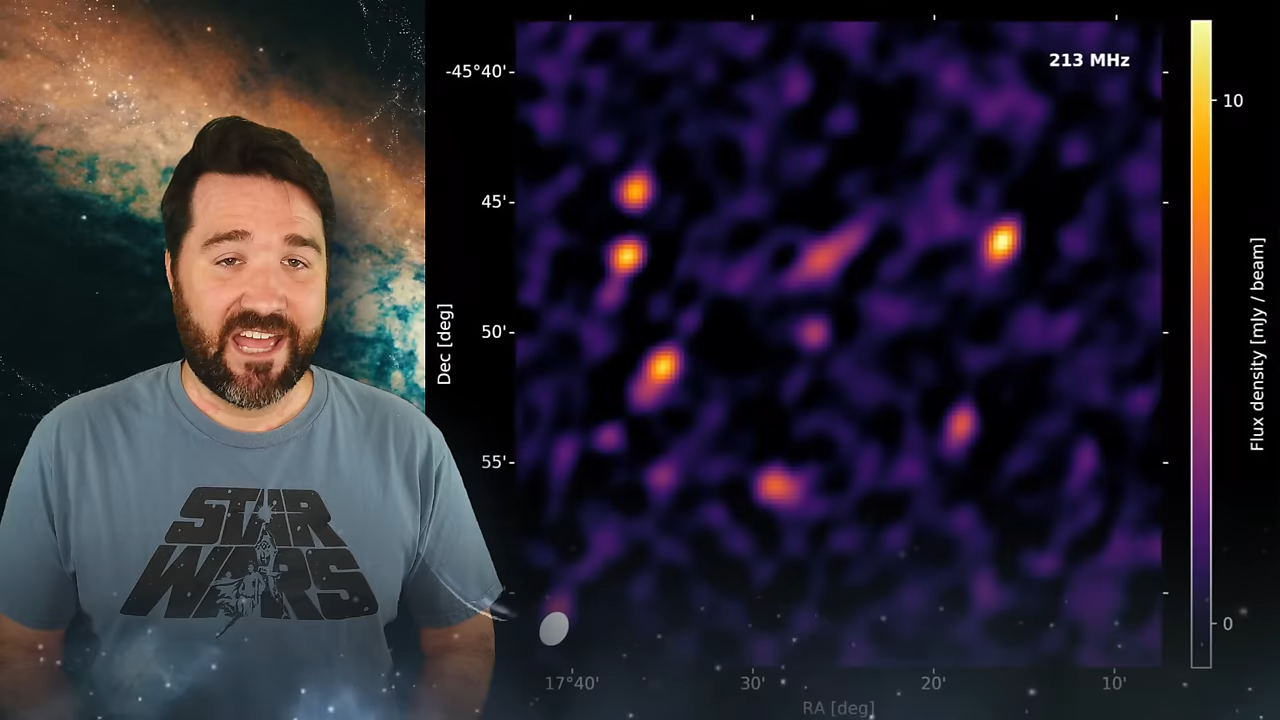 STAR
WARS
213 MHz
-45°40'
45'
50'
55'
Dec [deg]
17°40'
30'
20'
10'
RA [deg]
10
0
Flux density [mJy / beam]